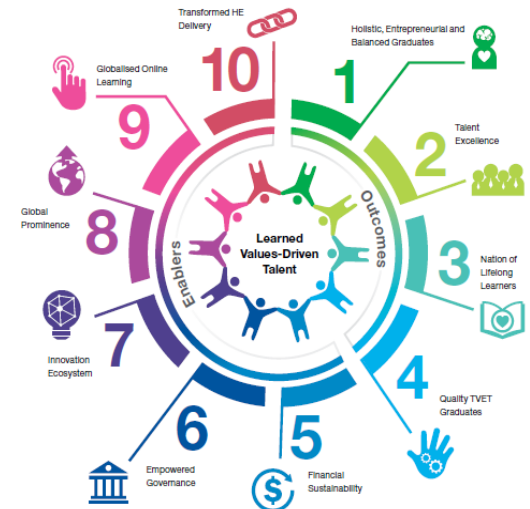 Transformed HE
Delivery
10
Holistic, Entrepreneurial and
Balanced Graduates
1
Globalised Online
Learning
9
Talent
Excellence
2
Global
Prominence
8
Enablers
Learned
Values-Driven
Talent
Outcomes
3
Nation of
Lifelong
Learners
Innovation
Ecosystem
7
4
Quality TVET
Graduates
6
Empowered
Governance
5
$
Financial
Sustainability